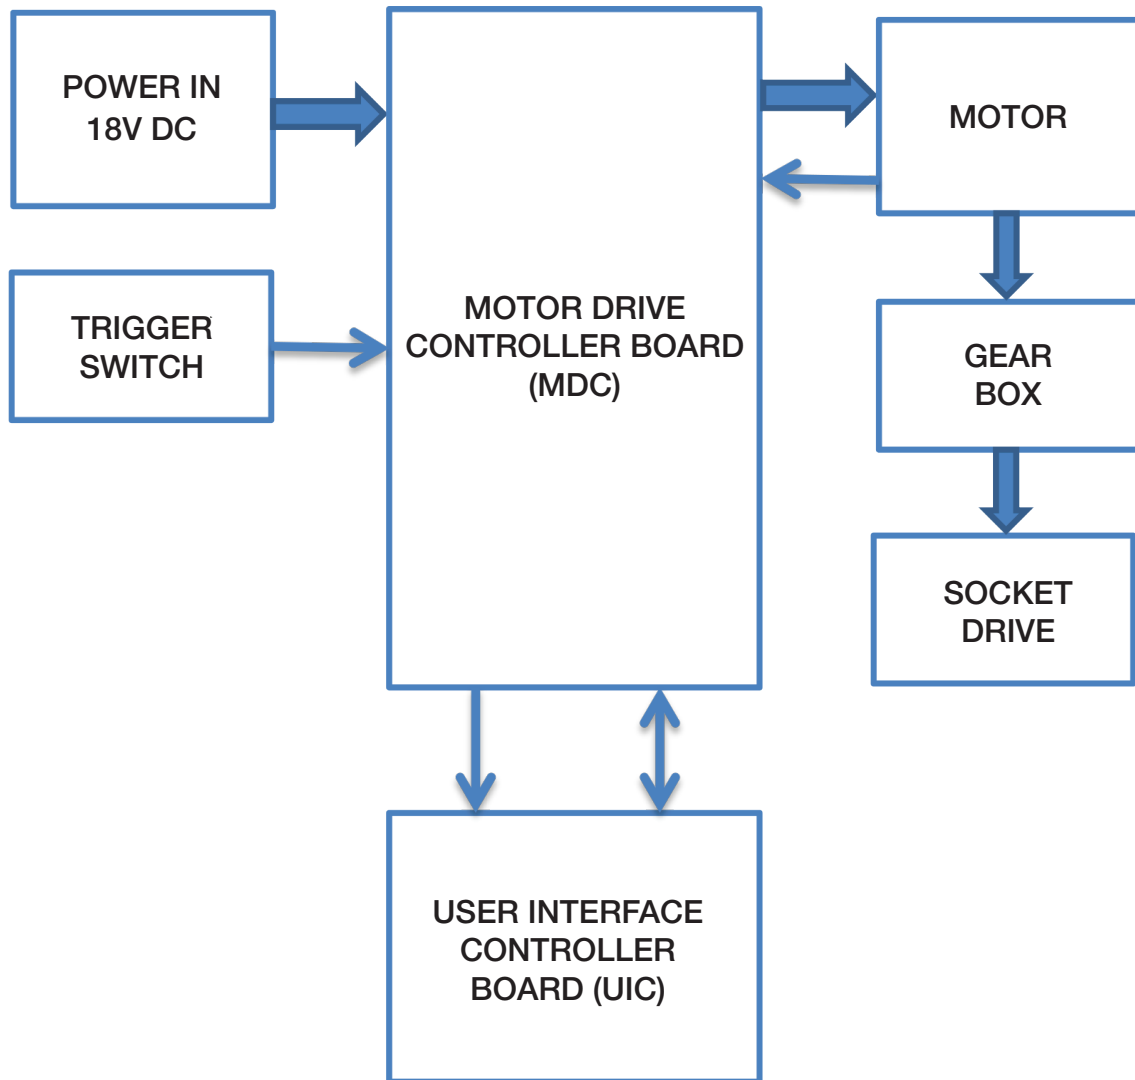 POWER IN
18V DC
TRIGGER
SWITCH
MOTOR DRIVE
CONTROLLER BOARD
(MDC)
MOTOR
GEAR
BOX
SOCKET
DRIVE
USER INTERFACE
CONTROLLER
BOARD (UIC)